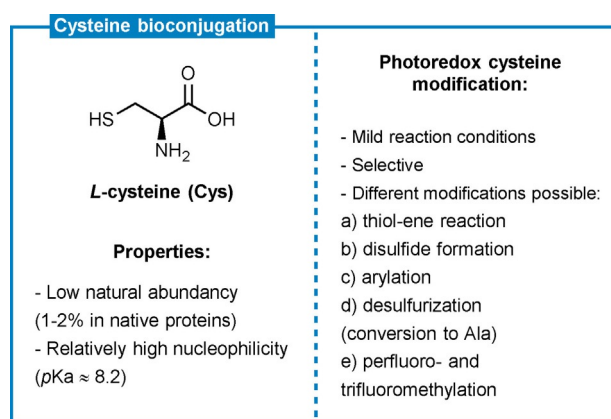 Cysteine bioconjugation
O
HS
OH
NH2
L-cysteine (Cys)
Properties:
- Low natural abundancy
(1-2% in native proteins)
- Relatively high nucleophilicity
(pKa ≈ 8.2)
Photoredox cysteine
modification:
- Mild reaction conditions
- Selective
- Different modifications possible:
a) thiol-ene reaction
b) disulfide formation
c) arylation
d) desulfurization
(conversion to Ala)
e) perfluoro- and
trifluoromethylation